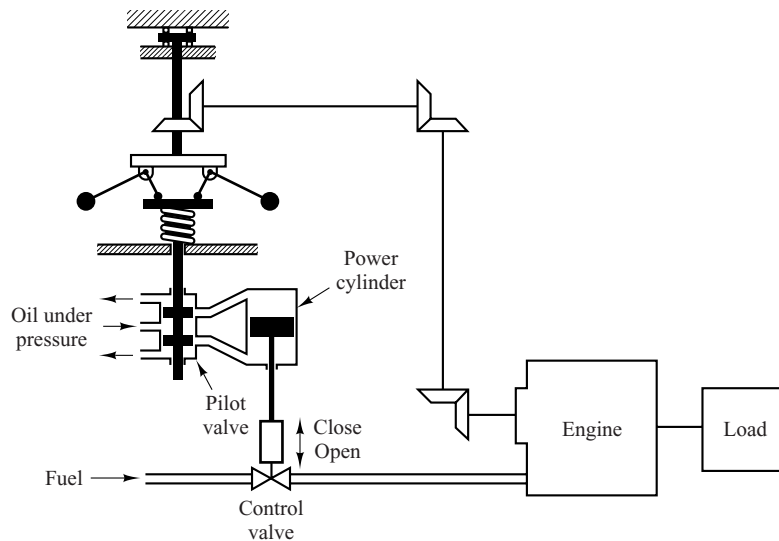 Power
cylinder
Oil under
pressure
Pilot
valve
Close
Open
Engine
Load
Fuel
Control
valve